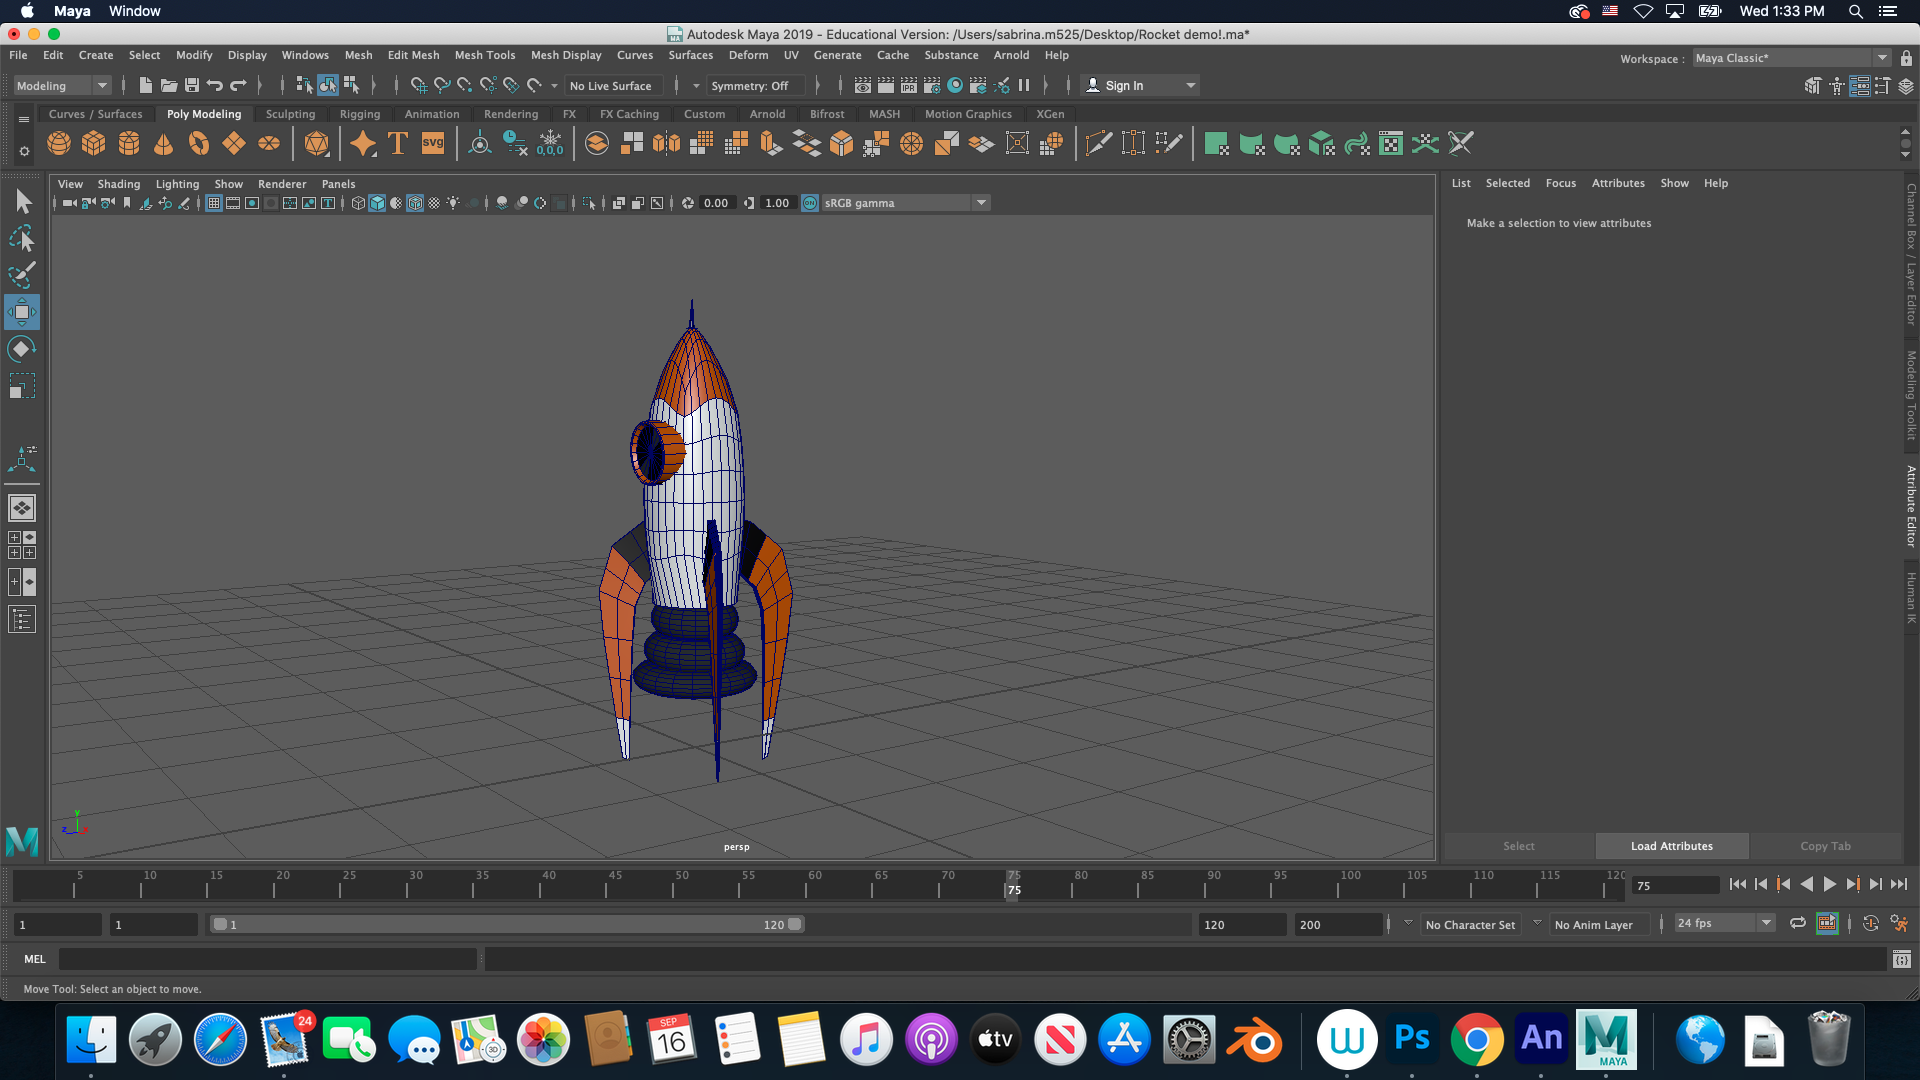 Maya Window Wed 1:33 PM
Autodesk Maya 2019 - Educational Version: /Users/sabrina.m525/Desktop/Rocket demo!.ma*
File Edit Create Select Modify Display Windows Mesh Edit Mesh Mesh Tools Mesh Display Curves Surfaces Deform UV Generate Cache Substance Arnold Help
Workspace : Maya Classic*
Modeling No Live Surface Symmetry: Off IPR Sign In
Curves / Surfaces Poly Modeling Sculpting Rigging Animation Rendering FX FX Caching Custom Arnold Bifrost MASH Motion Graphics XGen
T SVG 0,0,0
View Shading Lighting Show Renderer Panels
0.00 1.00 ON sRGB gamma
List Selected Focus Attributes Show Help
Make a selection to view attributes
Channel Box / Layer Editor
Modeling Toolkit
Attribute Editor
Human IK
y
z x
persp
M
Select Load Attributes Copy Tab
5 10 15 20 25 30 35 40 45 50 55 60 65 70 75 80 85 90 95 100 105 110 115 120
75 75
1 1 1 120 120 200 No Character Set No Anim Layer 24 fps
MEL
Move Tool: Select an object to move.
24 SEP 16 3D tv N W Ps An M MAYA